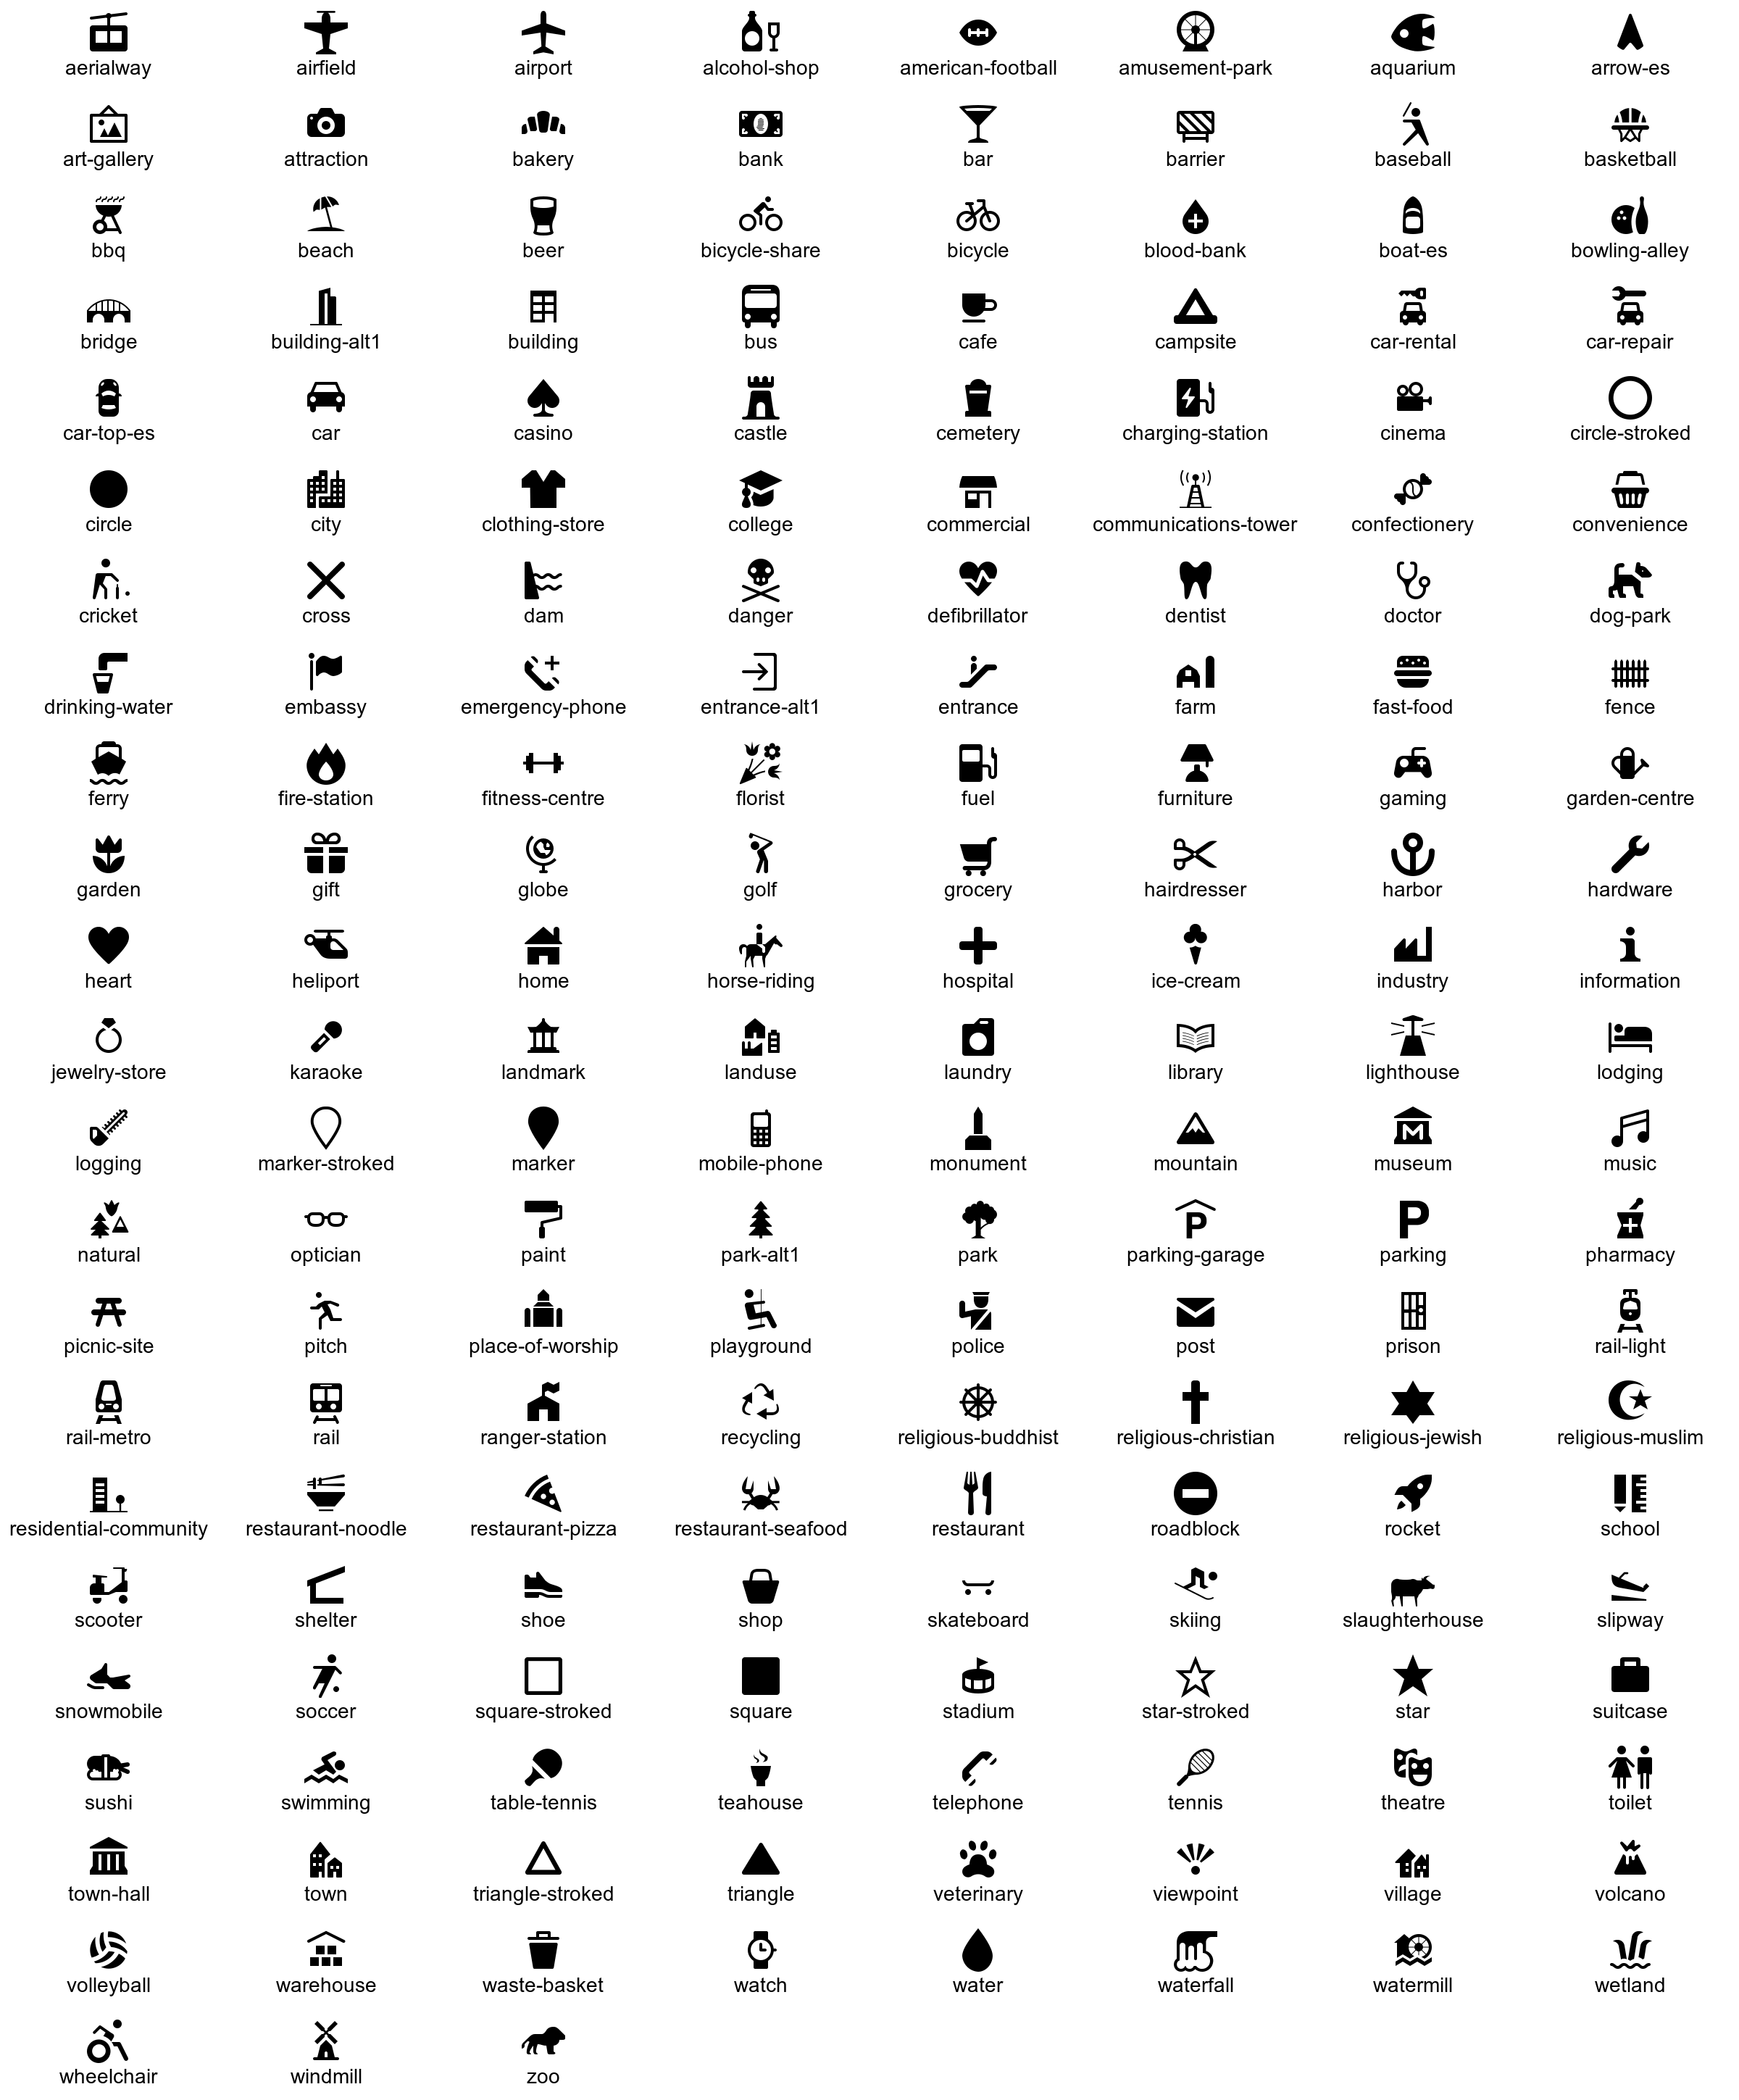 aerialway airfield airport alcohol-shop american-football amusement-park aquarium arrow-es
art-gallery attraction bakery bank bar barrier baseball basketball
bbq beach beer bicycle-share bicycle blood-bank boat-es bowling-alley
bridge building-alt1 building bus cafe campsite car-rental car-repair
car-top-es car casino castle cemetery charging-station cinema circle-stroked
circle city clothing-store college commercial communications-tower confectionery convenience
cricket cross dam danger defibrillator dentist doctor dog-park
drinking-water embassy emergency-phone entrance-alt1 entrance farm fast-food fence
ferry fire-station fitness-centre florist fuel furniture gaming garden-centre
garden gift globe golf grocery hairdresser harbor hardware
heart heliport home horse-riding hospital ice-cream industry information
jewelry-store karaoke landmark landuse laundry library lighthouse lodging
logging marker-stroked marker mobile-phone monument mountain museum music
M
natural optician paint park-alt1 park parking-garage parking pharmacy
P P
picnic-site pitch place-of-worship playground police post prison rail-light
rail-metro rail ranger-station recycling religious-buddhist religious-christian religious-jewish religious-muslim
residential-community restaurant-noodle restaurant-pizza restaurant-seafood restaurant roadblock rocket school
scooter shelter shoe shop skateboard skiing slaughterhouse slipway
snowmobile soccer square-stroked square stadium star-stroked star suitcase
sushi swimming table-tennis teahouse telephone tennis theatre toilet
town-hall town triangle-stroked triangle veterinary viewpoint village volcano
volleyball warehouse waste-basket watch water waterfall watermill wetland
wheelchair windmill zoo